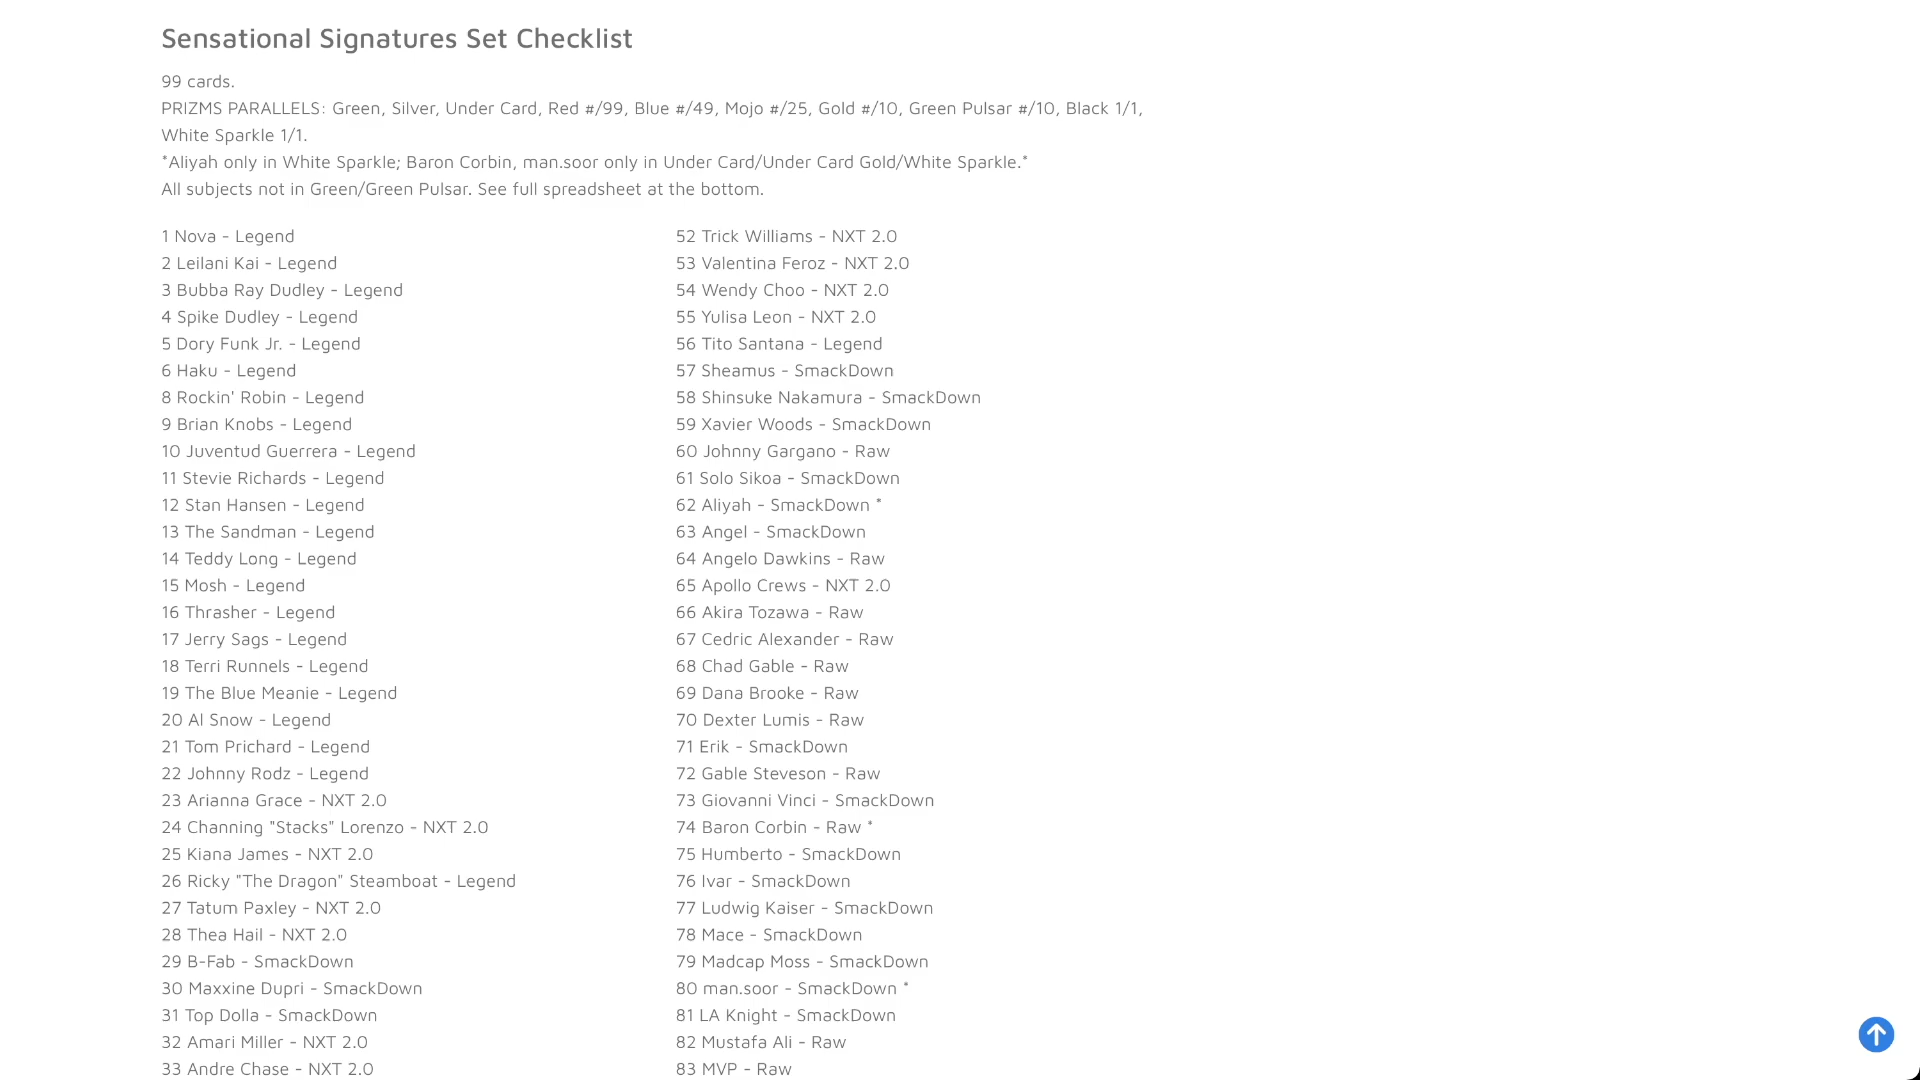 Sensational Signatures Set Checklist
99 cards.
PRIZMS PARALLELS: Green, Silver, Under Card, Red #/99, Blue #/49, Mojo #/25, Gold #/10, Green Pulsar #/10, Black 1/1,
White Sparkle 1/1.
*Aliyah only in White Sparkle; Baron Corbin, man.soor only in Under Card/Under Card Gold/White Sparkle.*
All subjects not in Green/Green Pulsar. See full spreadsheet at the bottom.
1 Nova - Legend
2 Leilani Kai - Legend
3 Bubba Ray Dudley - Legend
4 Spike Dudley - Legend
5 Dory Funk Jr. - Legend
6 Haku - Legend
8 Rockin' Robin - Legend
9 Brian Knobs - Legend
10 Juventud Guerrera - Legend
11 Stevie Richards - Legend
12 Stan Hansen - Legend
13 The Sandman - Legend
14 Teddy Long - Legend
15 Mosh - Legend
16 Thrasher - Legend
17 Jerry Sags - Legend
18 Terri Runnels - Legend
19 The Blue Meanie - Legend
20 Al Snow - Legend
21 Tom Prichard - Legend
22 Johnny Rodz - Legend
23 Arianna Grace - NXT 2.0
24 Channing "Stacks" Lorenzo - NXT 2.0
25 Kiana James - NXT 2.0
26 Ricky "The Dragon" Steamboat - Legend
27 Tatum Paxley - NXT 2.0
28 Thea Hail - NXT 2.0
29 B-Fab - SmackDown
30 Maxxine Dupri - SmackDown
31 Top Dolla - SmackDown
32 Amari Miller - NXT 2.0
33 Andre Chase - NXT 2.0
52 Trick Williams - NXT 2.0
53 Valentina Feroz - NXT 2.0
54 Wendy Choo - NXT 2.0
55 Yulisa Leon - NXT 2.0
56 Tito Santana - Legend
57 Sheamus - SmackDown
58 Shinsuke Nakamura - SmackDown
59 Xavier Woods - SmackDown
60 Johnny Gargano - Raw
61 Solo Sikoa - SmackDown
62 Aliyah - SmackDown *
63 Angel - SmackDown
64 Angelo Dawkins - Raw
65 Apollo Crews - NXT 2.0
66 Akira Tozawa - Raw
67 Cedric Alexander - Raw
68 Chad Gable - Raw
69 Dana Brooke - Raw
70 Dexter Lumis - Raw
71 Erik - SmackDown
72 Gable Steveson - Raw
73 Giovanni Vinci - SmackDown
74 Baron Corbin - Raw *
75 Humberto - SmackDown
76 Ivar - SmackDown
77 Ludwig Kaiser - SmackDown
78 Mace - SmackDown
79 Madcap Moss - SmackDown
80 man.soor - SmackDown *
81 LA Knight - SmackDown
82 Mustafa Ali - Raw
83 MVP - Raw